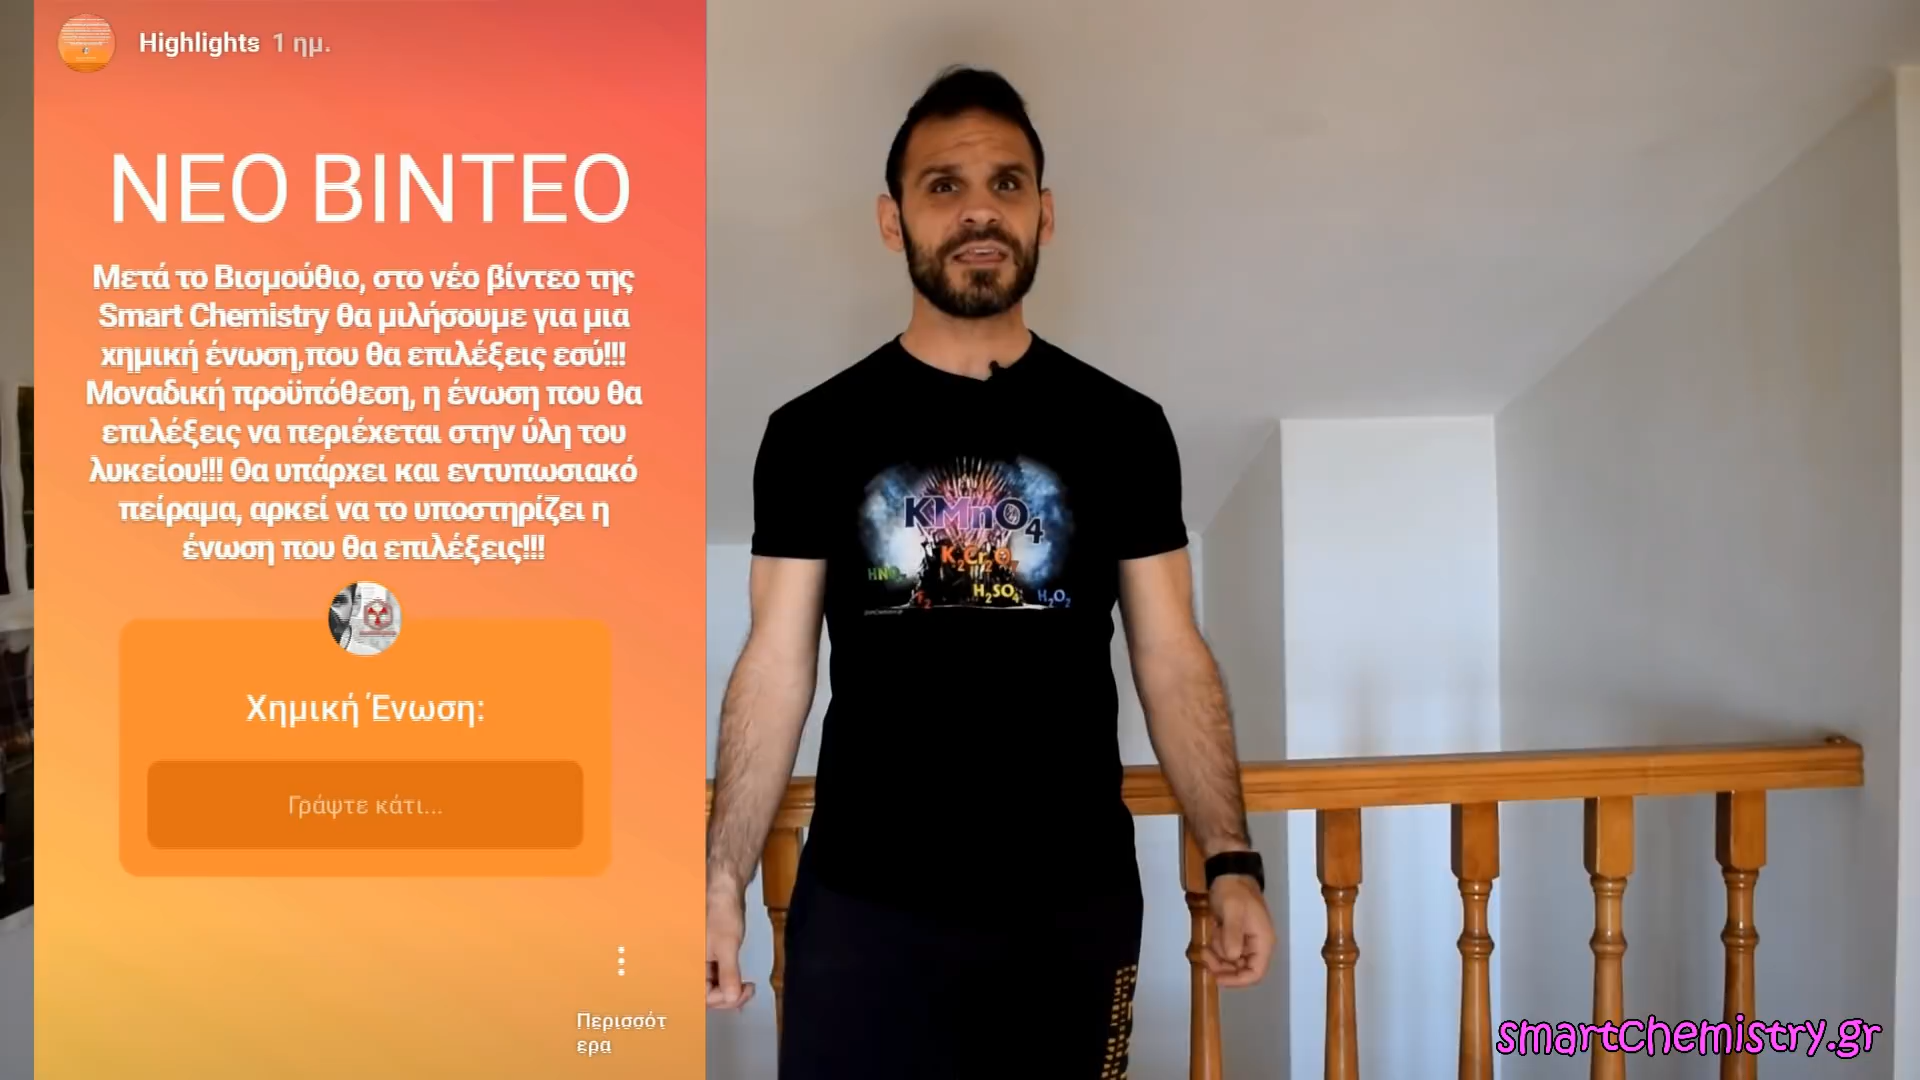 Highlights 1 ημ.
ΝΕΟ ΒΙΝΤΕΟ
Μετά το Βισμούθιο, στο νέο βίντεο της
Smart Chemistry θα μιλήσουμε για μια
χημική ένωση,που θα επιλέξεις εσύ!!!
Μοναδική προϋπόθεση, η ένωση που θα
επιλέξεις να περιέχεται στην ύλη του
λυκείου!!! Θα υπάρχει και εντυπωσιακό
πείραμα, αρκεί να το υποστηρίζει η
ένωση που θα επιλέξεις!!!
Χημική Ένωση:
Γράψτε κάτι...
Περισσότ
ερα
KMnO4
K2Cr2O7
H2SO4
H2O2
F2
smartchemistry.gr